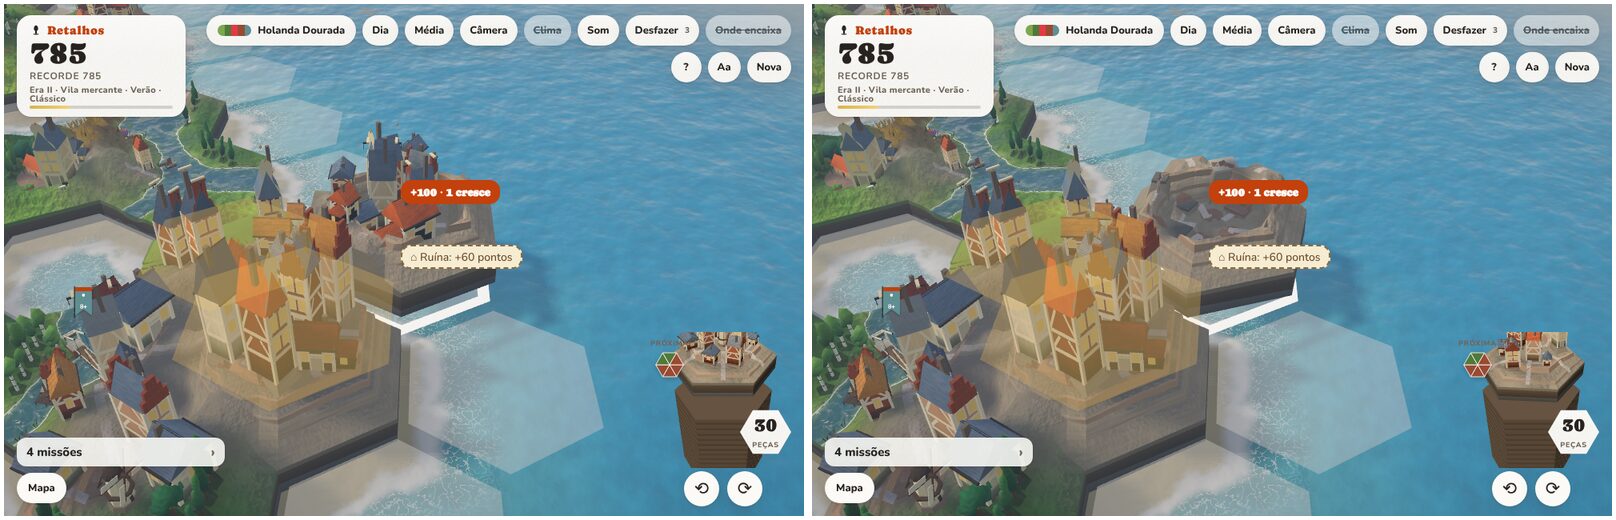 Retalhos
785
RECORDE 785
Era II · Vila mercante · Verão ·
Clássico
Holanda Dourada
Dia
Média
Câmera
Clima
Som
Desfazer 3
Onde encaixa
?
Aa
Nova
+100 · 1 cresce
⌂ Ruína: +60 pontos
8+
30
PEÇAS
4 missões ›
Mapa
⟲
⟳
Retalhos
785
RECORDE 785
Era II · Vila mercante · Verão ·
Clássico
Holanda Dourada
Dia
Média
Câmera
Clima
Som
Desfazer 3
Onde encaixa
?
Aa
Nova
+100 · 1 cresce
⌂ Ruína: +60 pontos
8+
PRÓXIMA
30
PEÇAS
4 missões ›
Mapa
⟲
⟳